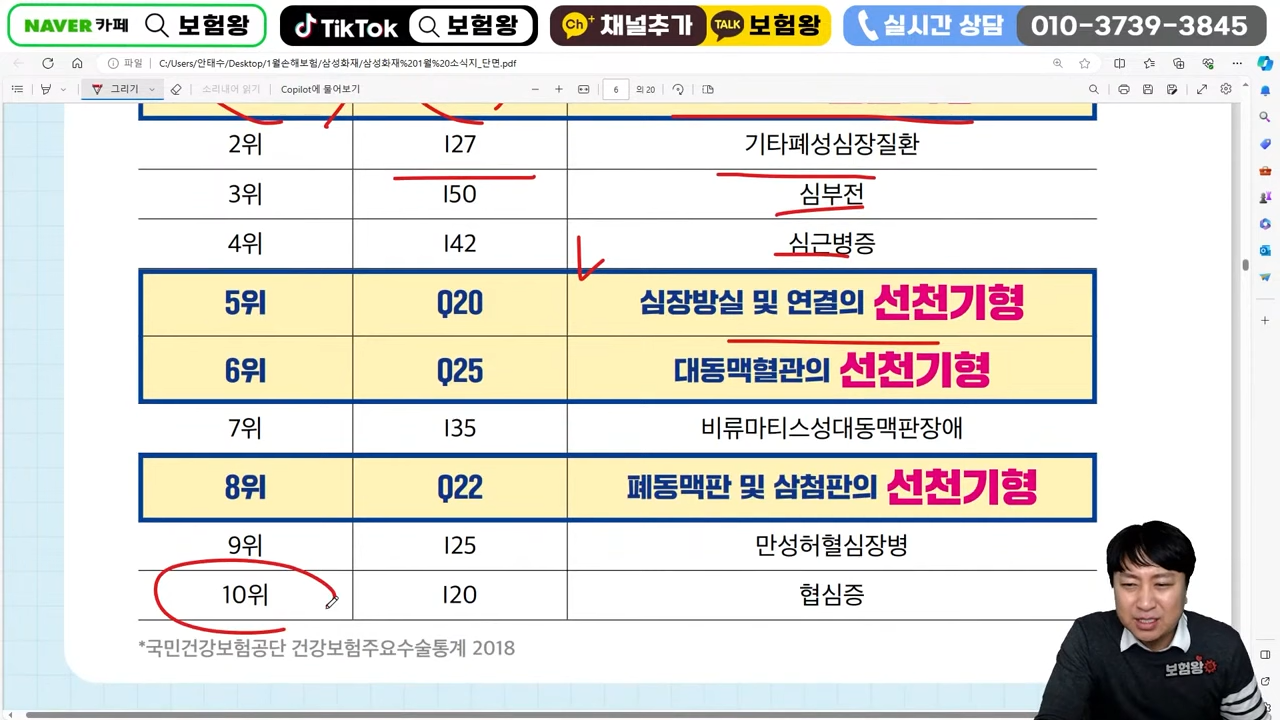 NAVER 카페 보험왕 TikTok 보험왕 Ch+ 채널추가 TALK 보험왕 실시간 상담 010-3739-3845
파일 C:/Users/안태수/Desktop/1월손해보험/삼성화재/삼성화재%201월%20소식지_단면.pdf
그리기 소리내어 읽기 Copilot에 물어보기 6 의 20
2위 I27 기타폐성심장질환
3위 I50 심부전
4위 I42 심근병증
5위 Q20 심장방실 및 연결의 선천기형
6위 Q25 대동맥혈관의 선천기형
7위 I35 비류마티스성대동맥판장애
8위 Q22 폐동맥판 및 삼첨판의 선천기형
9위 I25 만성허혈심장병
10위 I20 협심증
*국민건강보험공단 건강보험주요수술통계 2018
보험왕